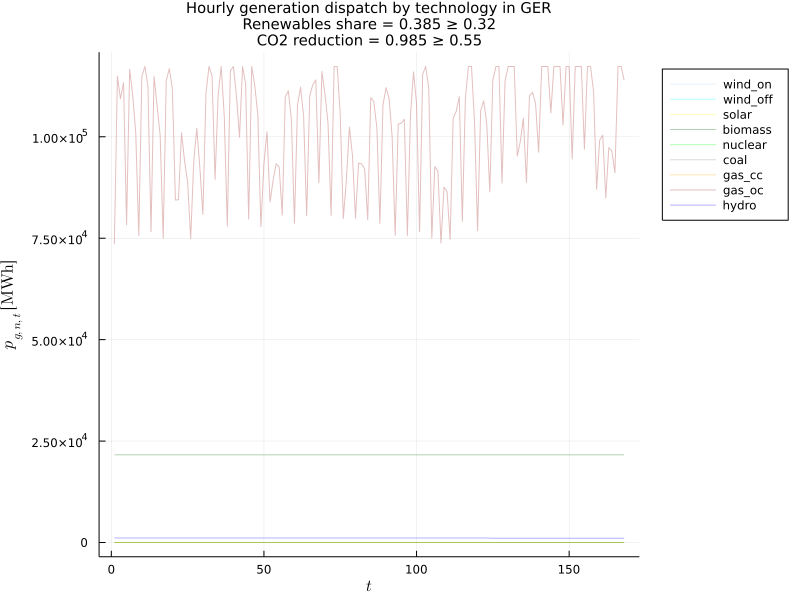 Hourly generation dispatch by technology in GER
Renewables share = 0.385 ≥ 0.32
CO2 reduction = 0.985 ≥ 0.55
wind_on
wind_off
solar
biomass
nuclear
coal
gas_cc
gas_oc
hydro
1.00×10⁵
7.50×10⁴
5.00×10⁴
2.50×10⁴
0
p_{g,n,t} [MWh]
0 50 100 150
t